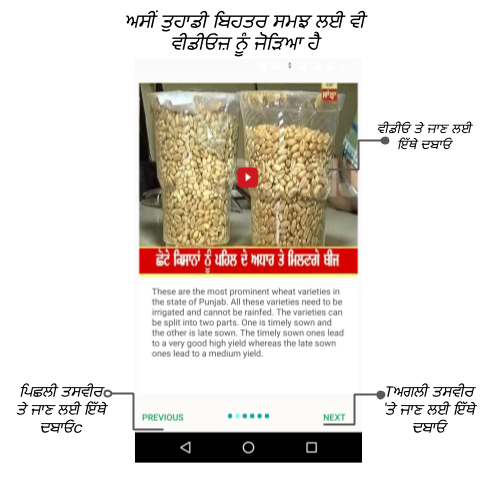 ਅਸੀਂ ਤੁਹਾਡੀ ਬਿਹਤਰ ਸਮਝ ਲਈ ਵੀ
ਵੀਡੀਓਜ਼ ਨੂੰ ਜੋੜਿਆ ਹੈ
ਸਾਂਝਾ
ਵੀਡੀਓ ਤੇ ਜਾਣ ਲਈ
ਇੱਥੇ ਦਬਾਓ
ਛੋਟੇ ਕਿਸਾਨਾਂ ਨੂੰ ਪਹਿਲ ਦੇ ਅਧਾਰ ਤੇ ਮਿਲਣਗੇ ਬੀਜ
These are the most prominent wheat varieties in
the state of Punjab. All these varieties need to be
irrigated and cannot be rainfed. The varieties can
be split into two parts. One is timely sown and
the other is late sown. The timely sown ones lead
to a very good high yield whereas the late sown
ones lead to a medium yield.
ਪਿਛਲੀ ਤਸਵੀਰ
ਤੇ ਜਾਣ ਲਈ ਇੱਥੇ
ਦਬਾਓc
PREVIOUS
NEXT
Tਅਗਲੀ ਤਸਵੀਰ
'ਤੇ ਜਾਣ ਲਈ ਇੱਥੇ
ਦਬਾਓ